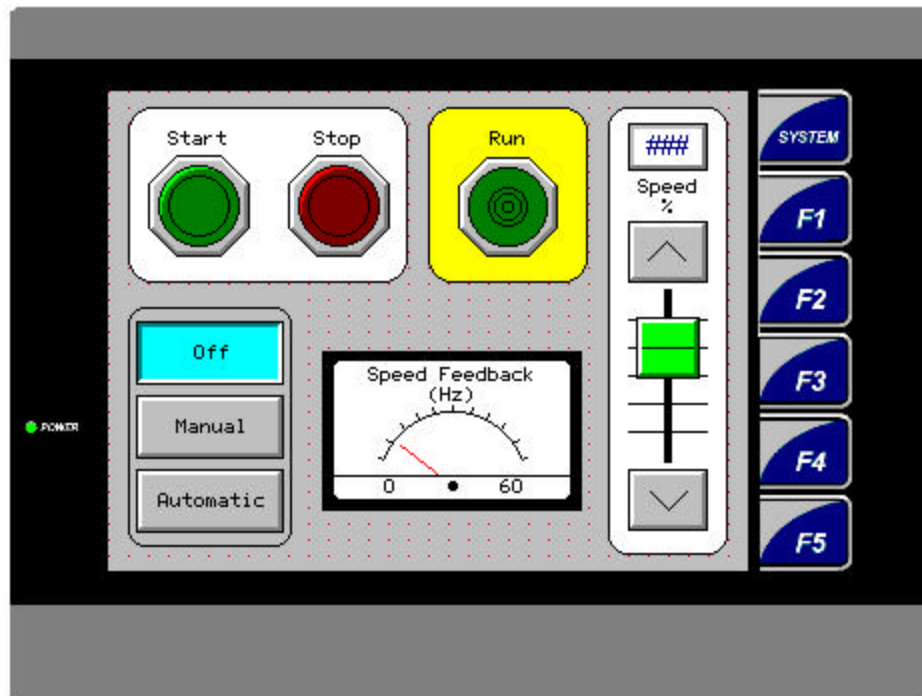 Start
Stop
Run
###
Speed
%
SYSTEM
F1
F2
F3
F4
F5
Off
Manual
Automatic
Speed Feedback
(Hz)
0
60
POWER